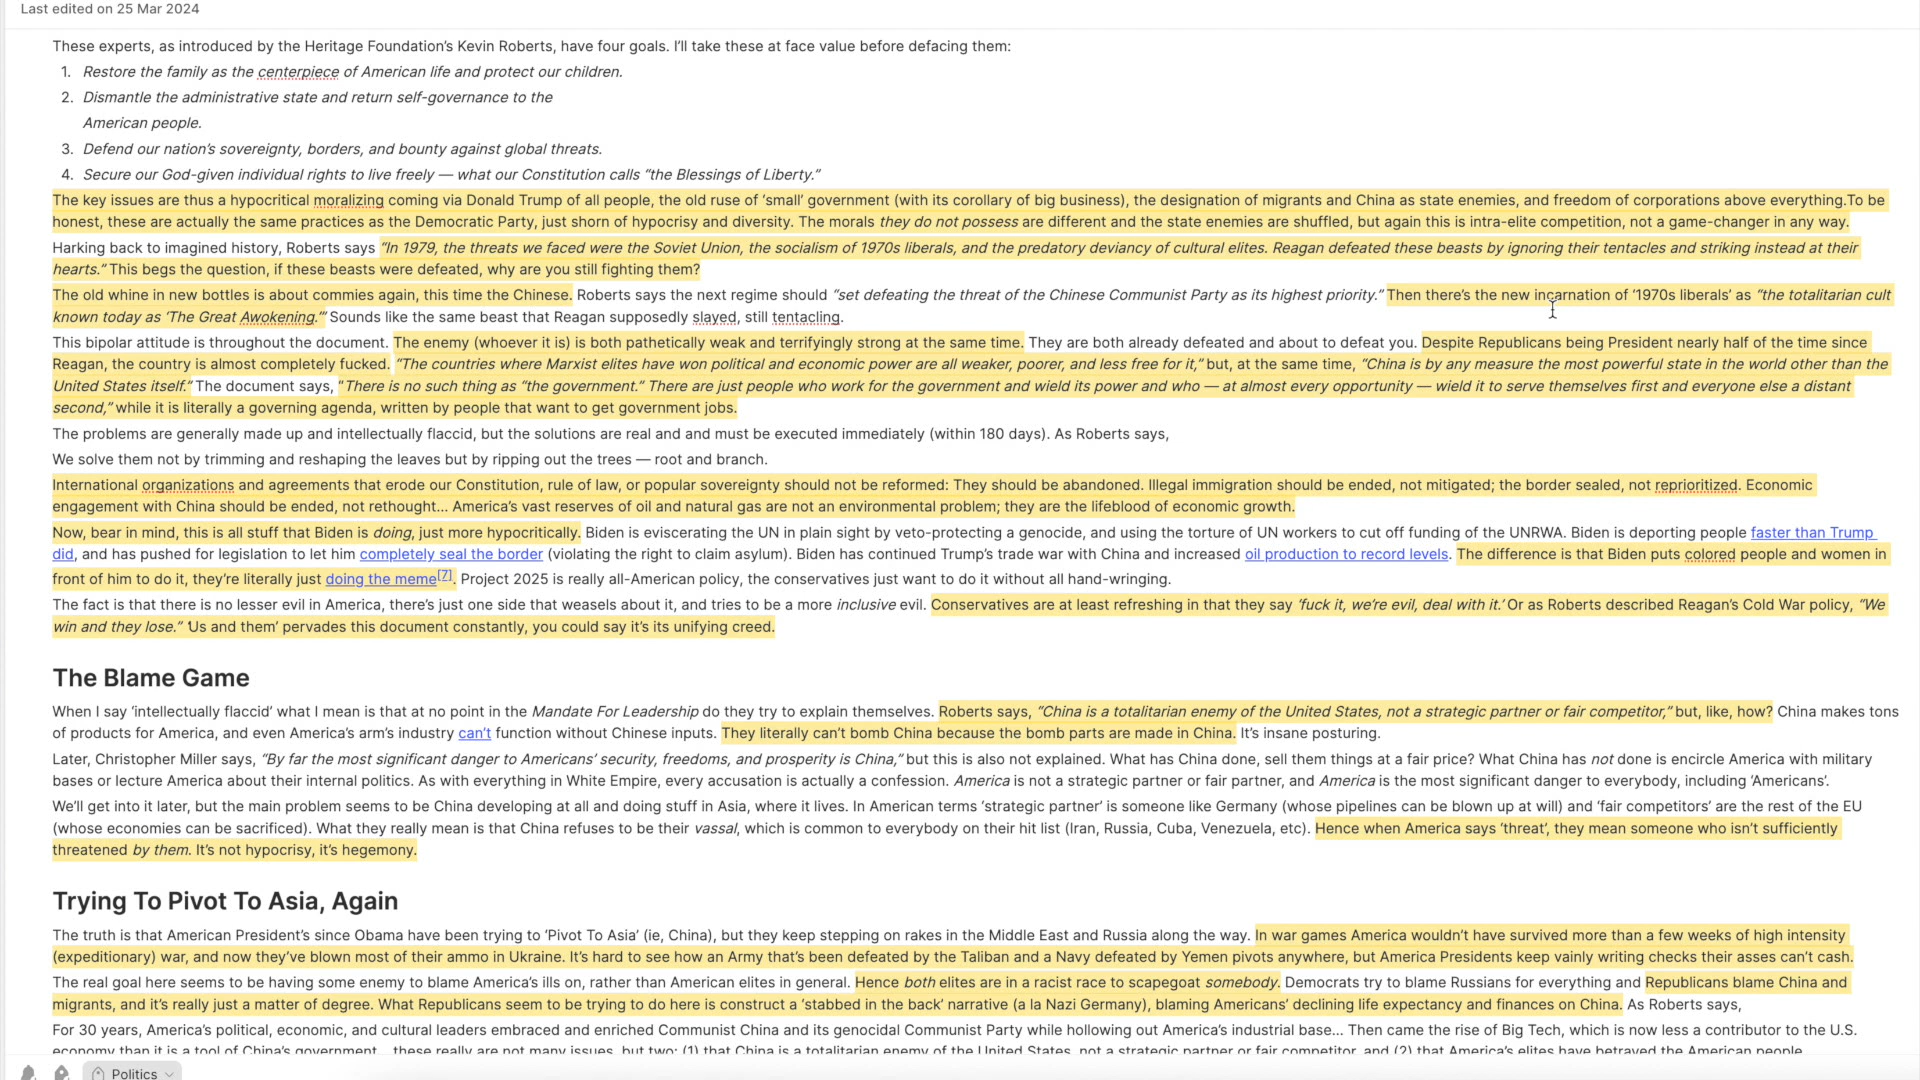 Last edited on 25 Mar 2024
These experts, as introduced by the Heritage Foundation’s Kevin Roberts, have four goals. I’ll take these at face value before defacing them:
1. Restore the family as the centerpiece of American life and protect our children.
2. Dismantle the administrative state and return self-governance to the
American people.
3. Defend our nation’s sovereignty, borders, and bounty against global threats.
4. Secure our God-given individual rights to live freely — what our Constitution calls “the Blessings of Liberty.”
The key issues are thus a hypocritical moralizing coming via Donald Trump of all people, the old ruse of ‘small’ government (with its corollary of big business), the designation of migrants and China as state enemies, and freedom of corporations above everything.To be
honest, these are actually the same practices as the Democratic Party, just shorn of hypocrisy and diversity. The morals they do not possess are different and the state enemies are shuffled, but again this is intra-elite competition, not a game-changer in any way.
Harking back to imagined history, Roberts says “In 1979, the threats we faced were the Soviet Union, the socialism of 1970s liberals, and the predatory deviancy of cultural elites. Reagan defeated these beasts by ignoring their tentacles and striking instead at their
hearts.” This begs the question, if these beasts were defeated, why are you still fighting them?
The old whine in new bottles is about commies again, this time the Chinese. Roberts says the next regime should “set defeating the threat of the Chinese Communist Party as its highest priority.” Then there’s the new incarnation of ‘1970s liberals’ as “the totalitarian cult
known today as ‘The Great Awokening.’” Sounds like the same beast that Reagan supposedly slayed, still tentacling.
This bipolar attitude is throughout the document. The enemy (whoever it is) is both pathetically weak and terrifyingly strong at the same time. They are both already defeated and about to defeat you. Despite Republicans being President nearly half of the time since
Reagan, the country is almost completely fucked. “The countries where Marxist elites have won political and economic power are all weaker, poorer, and less free for it,” but, at the same time, “China is by any measure the most powerful state in the world other than the
United States itself.” The document says, “There is no such thing as “the government.” There are just people who work for the government and wield its power and who — at almost every opportunity — wield it to serve themselves first and everyone else a distant
second,” while it is literally a governing agenda, written by people that want to get government jobs.
The problems are generally made up and intellectually flaccid, but the solutions are real and and must be executed immediately (within 180 days). As Roberts says,
We solve them not by trimming and reshaping the leaves but by ripping out the trees — root and branch.
International organizations and agreements that erode our Constitution, rule of law, or popular sovereignty should not be reformed: They should be abandoned. Illegal immigration should be ended, not mitigated; the border sealed, not reprioritized. Economic
engagement with China should be ended, not rethought… America’s vast reserves of oil and natural gas are not an environmental problem; they are the lifeblood of economic growth.
Now, bear in mind, this is all stuff that Biden is doing, just more hypocritically. Biden is eviscerating the UN in plain sight by veto-protecting a genocide, and using the torture of UN workers to cut off funding of the UNRWA. Biden is deporting people faster than Trump
did, and has pushed for legislation to let him completely seal the border (violating the right to claim asylum). Biden has continued Trump’s trade war with China and increased oil production to record levels. The difference is that Biden puts colored people and women in
front of him to do it, they’re literally just doing the meme[7]. Project 2025 is really all-American policy, the conservatives just want to do it without all hand-wringing.
The fact is that there is no lesser evil in America, there’s just one side that weasels about it, and tries to be a more inclusive evil. Conservatives are at least refreshing in that they say ‘fuck it, we’re evil, deal with it.’ Or as Roberts described Reagan’s Cold War policy, “We
win and they lose.” ‘Us and them’ pervades this document constantly, you could say it’s its unifying creed.
The Blame Game
When I say ‘intellectually flaccid’ what I mean is that at no point in the Mandate For Leadership do they try to explain themselves. Roberts says, “China is a totalitarian enemy of the United States, not a strategic partner or fair competitor,” but, like, how? China makes tons
of products for America, and even America’s arm’s industry can’t function without Chinese inputs. They literally can’t bomb China because the bomb parts are made in China. It’s insane posturing.
Later, Christopher Miller says, “By far the most significant danger to Americans’ security, freedoms, and prosperity is China,” but this is also not explained. What has China done, sell them things at a fair price? What China has not done is encircle America with military
bases or lecture America about their internal politics. As with everything in White Empire, every accusation is actually a confession. America is not a strategic partner or fair partner, and America is the most significant danger to everybody, including ‘Americans’.
We’ll get into it later, but the main problem seems to be China developing at all and doing stuff in Asia, where it lives. In American terms ‘strategic partner’ is someone like Germany (whose pipelines can be blown up at will) and ‘fair competitors’ are the rest of the EU
(whose economies can be sacrificed). What they really mean is that China refuses to be their vassal, which is common to everybody on their hit list (Iran, Russia, Cuba, Venezuela, etc). Hence when America says ‘threat’, they mean someone who isn’t sufficiently
threatened by them. It’s not hypocrisy, it’s hegemony.
Trying To Pivot To Asia, Again
The truth is that American President’s since Obama have been trying to ‘Pivot To Asia’ (ie, China), but they keep stepping on rakes in the Middle East and Russia along the way. In war games America wouldn’t have survived more than a few weeks of high intensity
(expeditionary) war, and now they’ve blown most of their ammo in Ukraine. It’s hard to see how an Army that’s been defeated by the Taliban and a Navy defeated by Yemen pivots anywhere, but America Presidents keep vainly writing checks their asses can’t cash.
The real goal here seems to be having some enemy to blame America’s ills on, rather than American elites in general. Hence both elites are in a racist race to scapegoat somebody. Democrats try to blame Russians for everything and Republicans blame China and
migrants, and it’s really just a matter of degree. What Republicans seem to be trying to do here is construct a ‘stabbed in the back’ narrative (a la Nazi Germany), blaming Americans’ declining life expectancy and finances on China. As Roberts says,
For 30 years, America’s political, economic, and cultural leaders embraced and enriched Communist China and its genocidal Communist Party while hollowing out America’s industrial base… Then came the rise of Big Tech, which is now less a contributor to the U.S.
economy than it is a tool of China’s government… these really are not many issues, but two: (1) that China is a totalitarian enemy of the United States, not a strategic partner or fair competitor, and (2) that America’s elites have betrayed the American people.
Politics